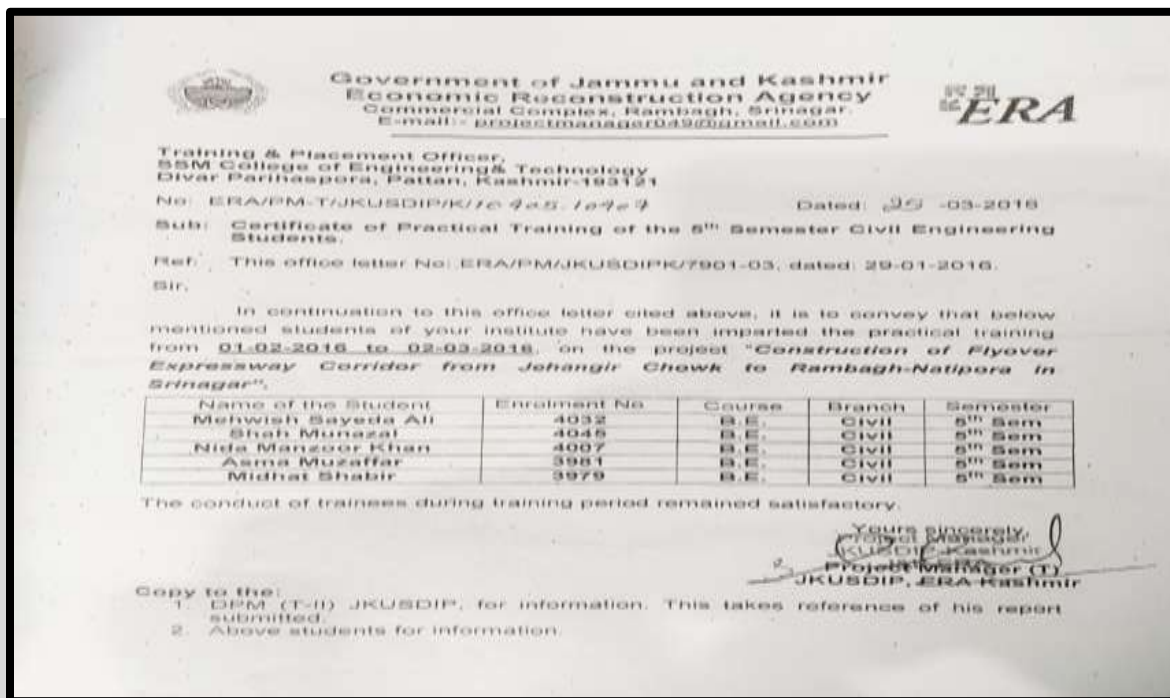 Government of Jammu and Kashmir
Economic Reconstruction Agency
Commercial Complex, Rambagh, Srinagar.
E-mail:- projectmanager049@gmail.com
ERA
Training & Placement Officer,
SSM College of Engineering& Technology
Divar Parihaspora, Pattan, Kashmir-193121
No: ERA/PM-T/JKUSDIP/K/
Dated: -03-2016
Sub: Certificate of Practical Training of the 5th Semester Civil Engineering
Students.
Ref: This office letter No: ERA/PM/JKUSDIPK/7901-03, dated: 29-01-2016.
Sir,
In continuation to this office letter cited above, it is to convey that below
mentioned students of your institute have been imparted the practical training
from 01-02-2016 to 02-03-2016, on the project "Construction of Flyover
Expressway Corridor from Jehangir Chowk to Rambagh-Natipora in
Srinagar".
Name of the Student Enrolment No Course Branch Semester
Mehwish Sayeda Ali 4032 B.E. Civil 5th Sem
Shah Munazal 4045 B.E. Civil 5th Sem
Nida Manzoor Khan 4007 B.E. Civil 5th Sem
Asma Muzaffar 3981 B.E. Civil 5th Sem
Midhat Shabir 3979 B.E. Civil 5th Sem
The conduct of trainees during training period remained satisfactory.
Yours sincerely,
Project Manager
JKUSDIP-Kashmir
Project Manager (T)
JKUSDIP, ERA-Kashmir
Copy to the:
1. DPM (T-II) JKUSDIP, for information. This takes reference of his report
submitted.
2. Above students for information.